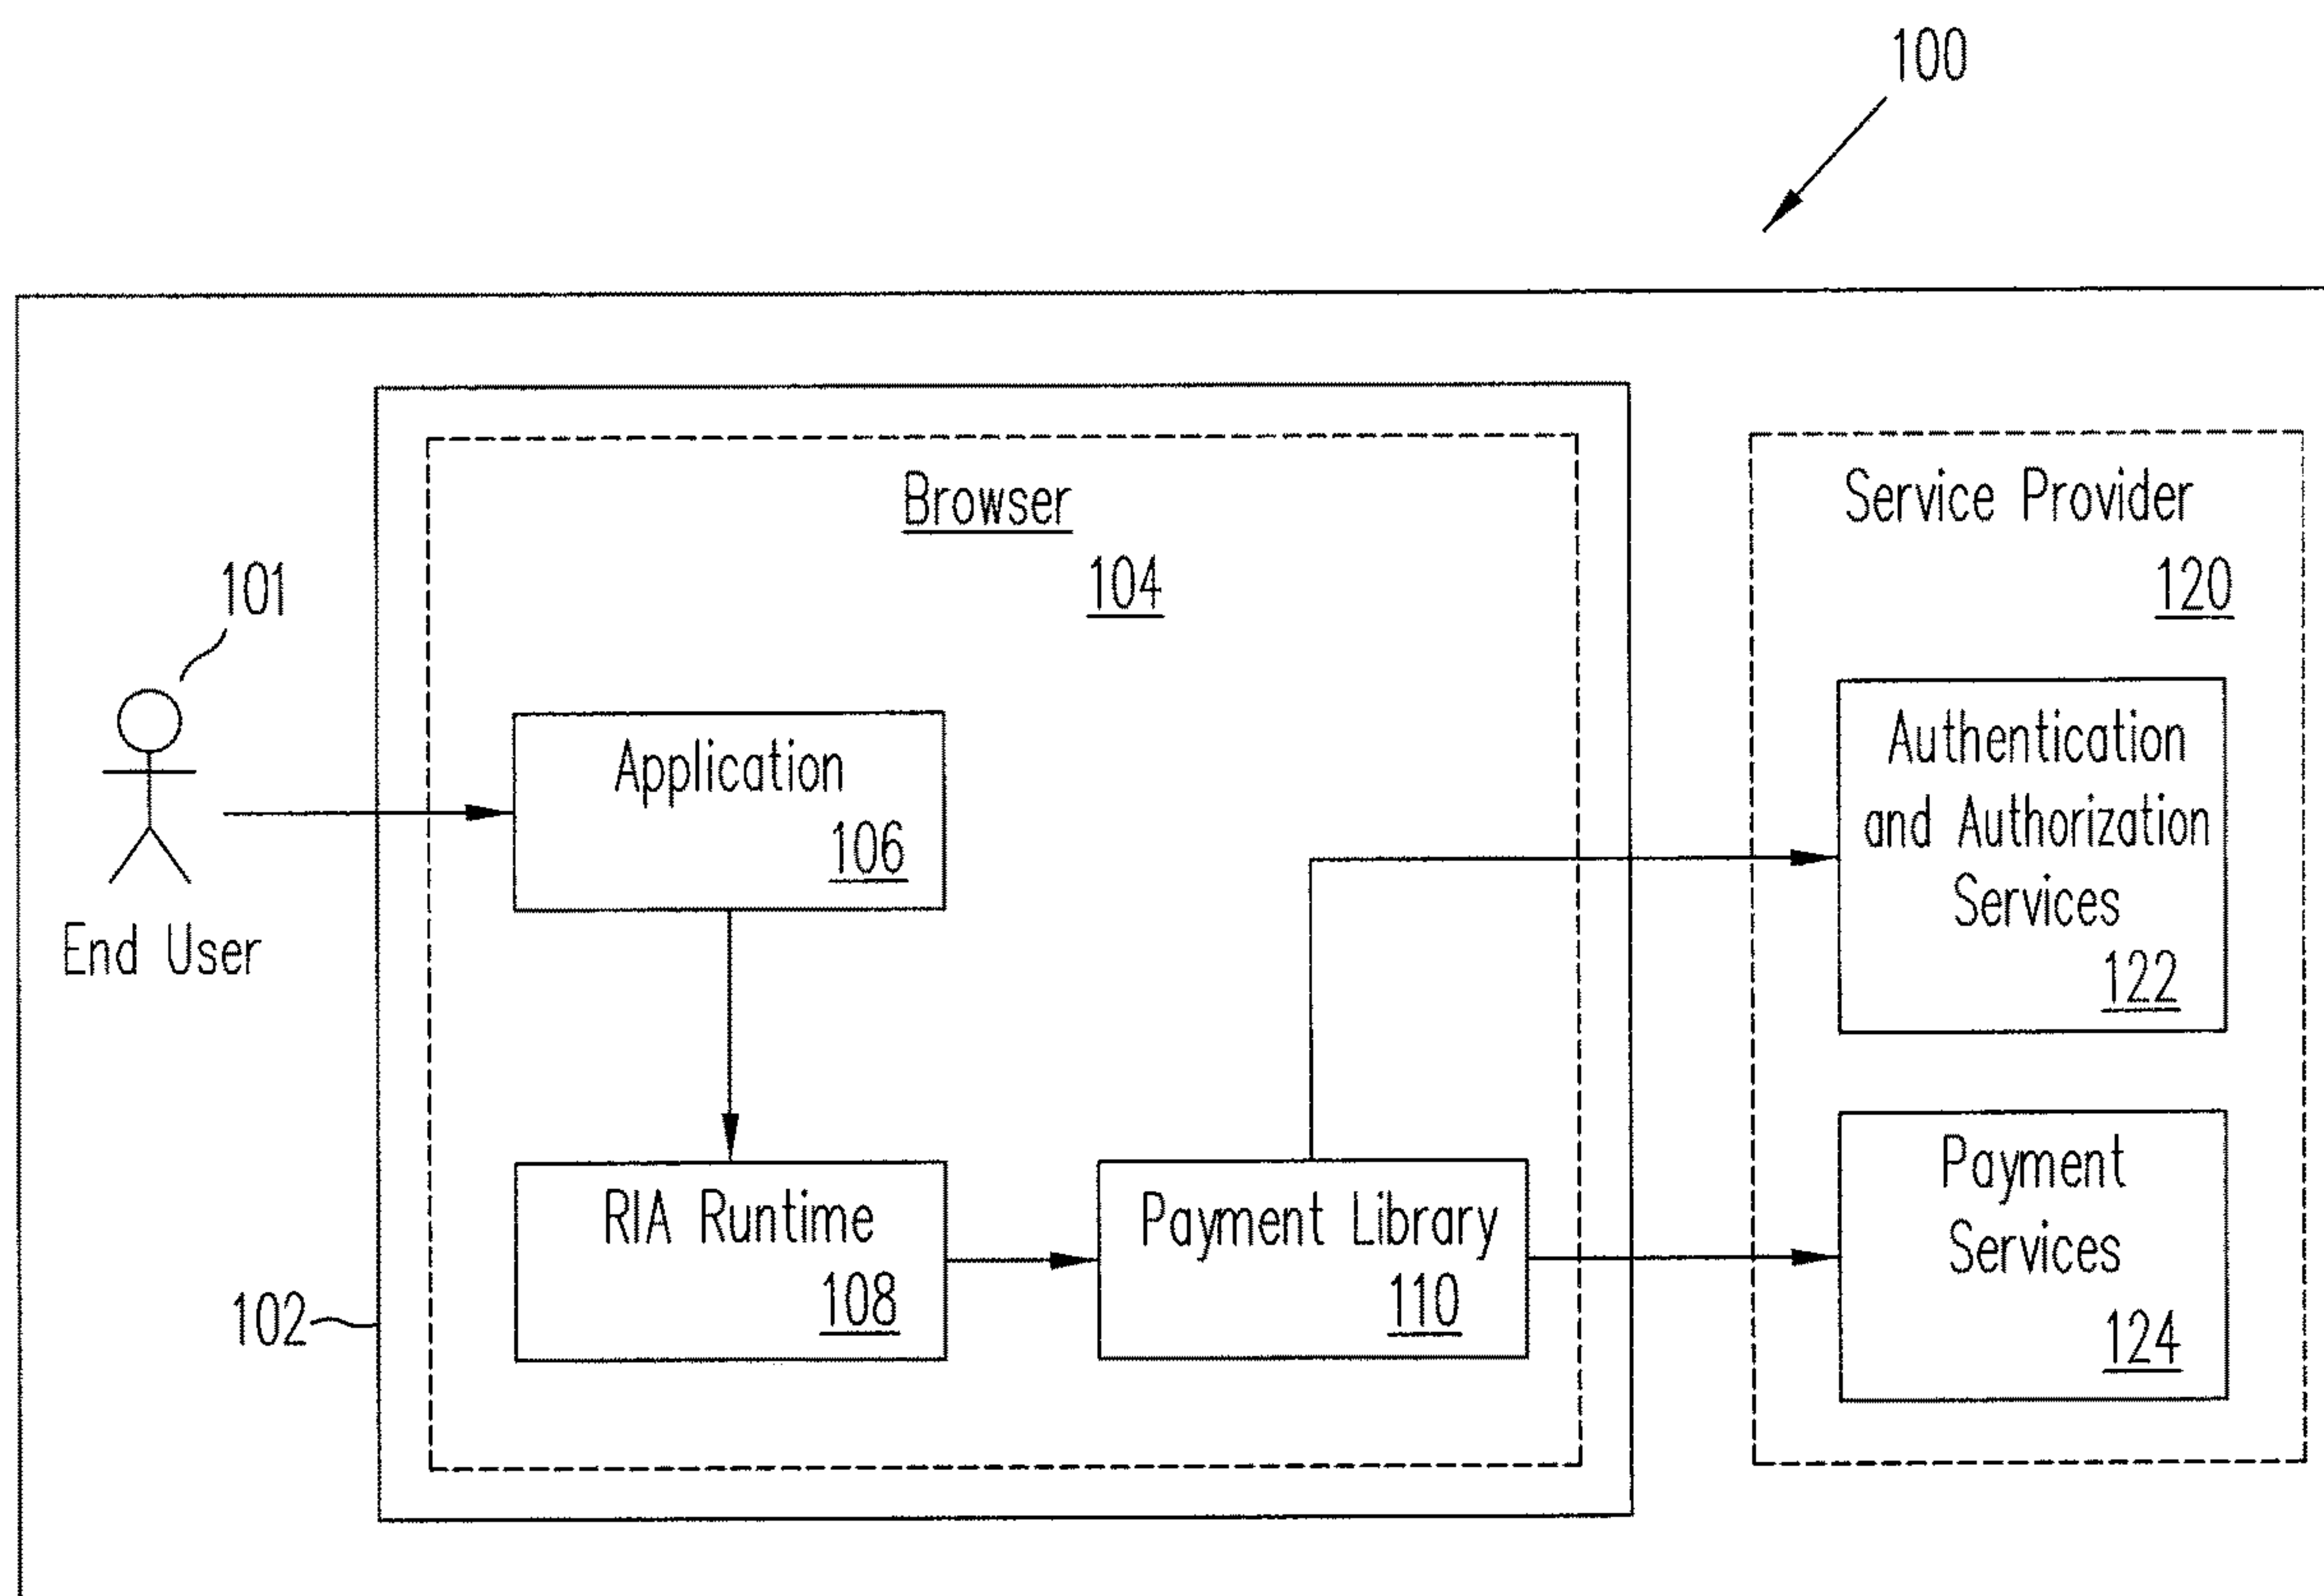 100
Browser
104
Service Provider
120
101
End User
Application
106
Authentication
and Authorization
Services
122
RIA Runtime
108
Payment Library
110
Payment
Services
124
102